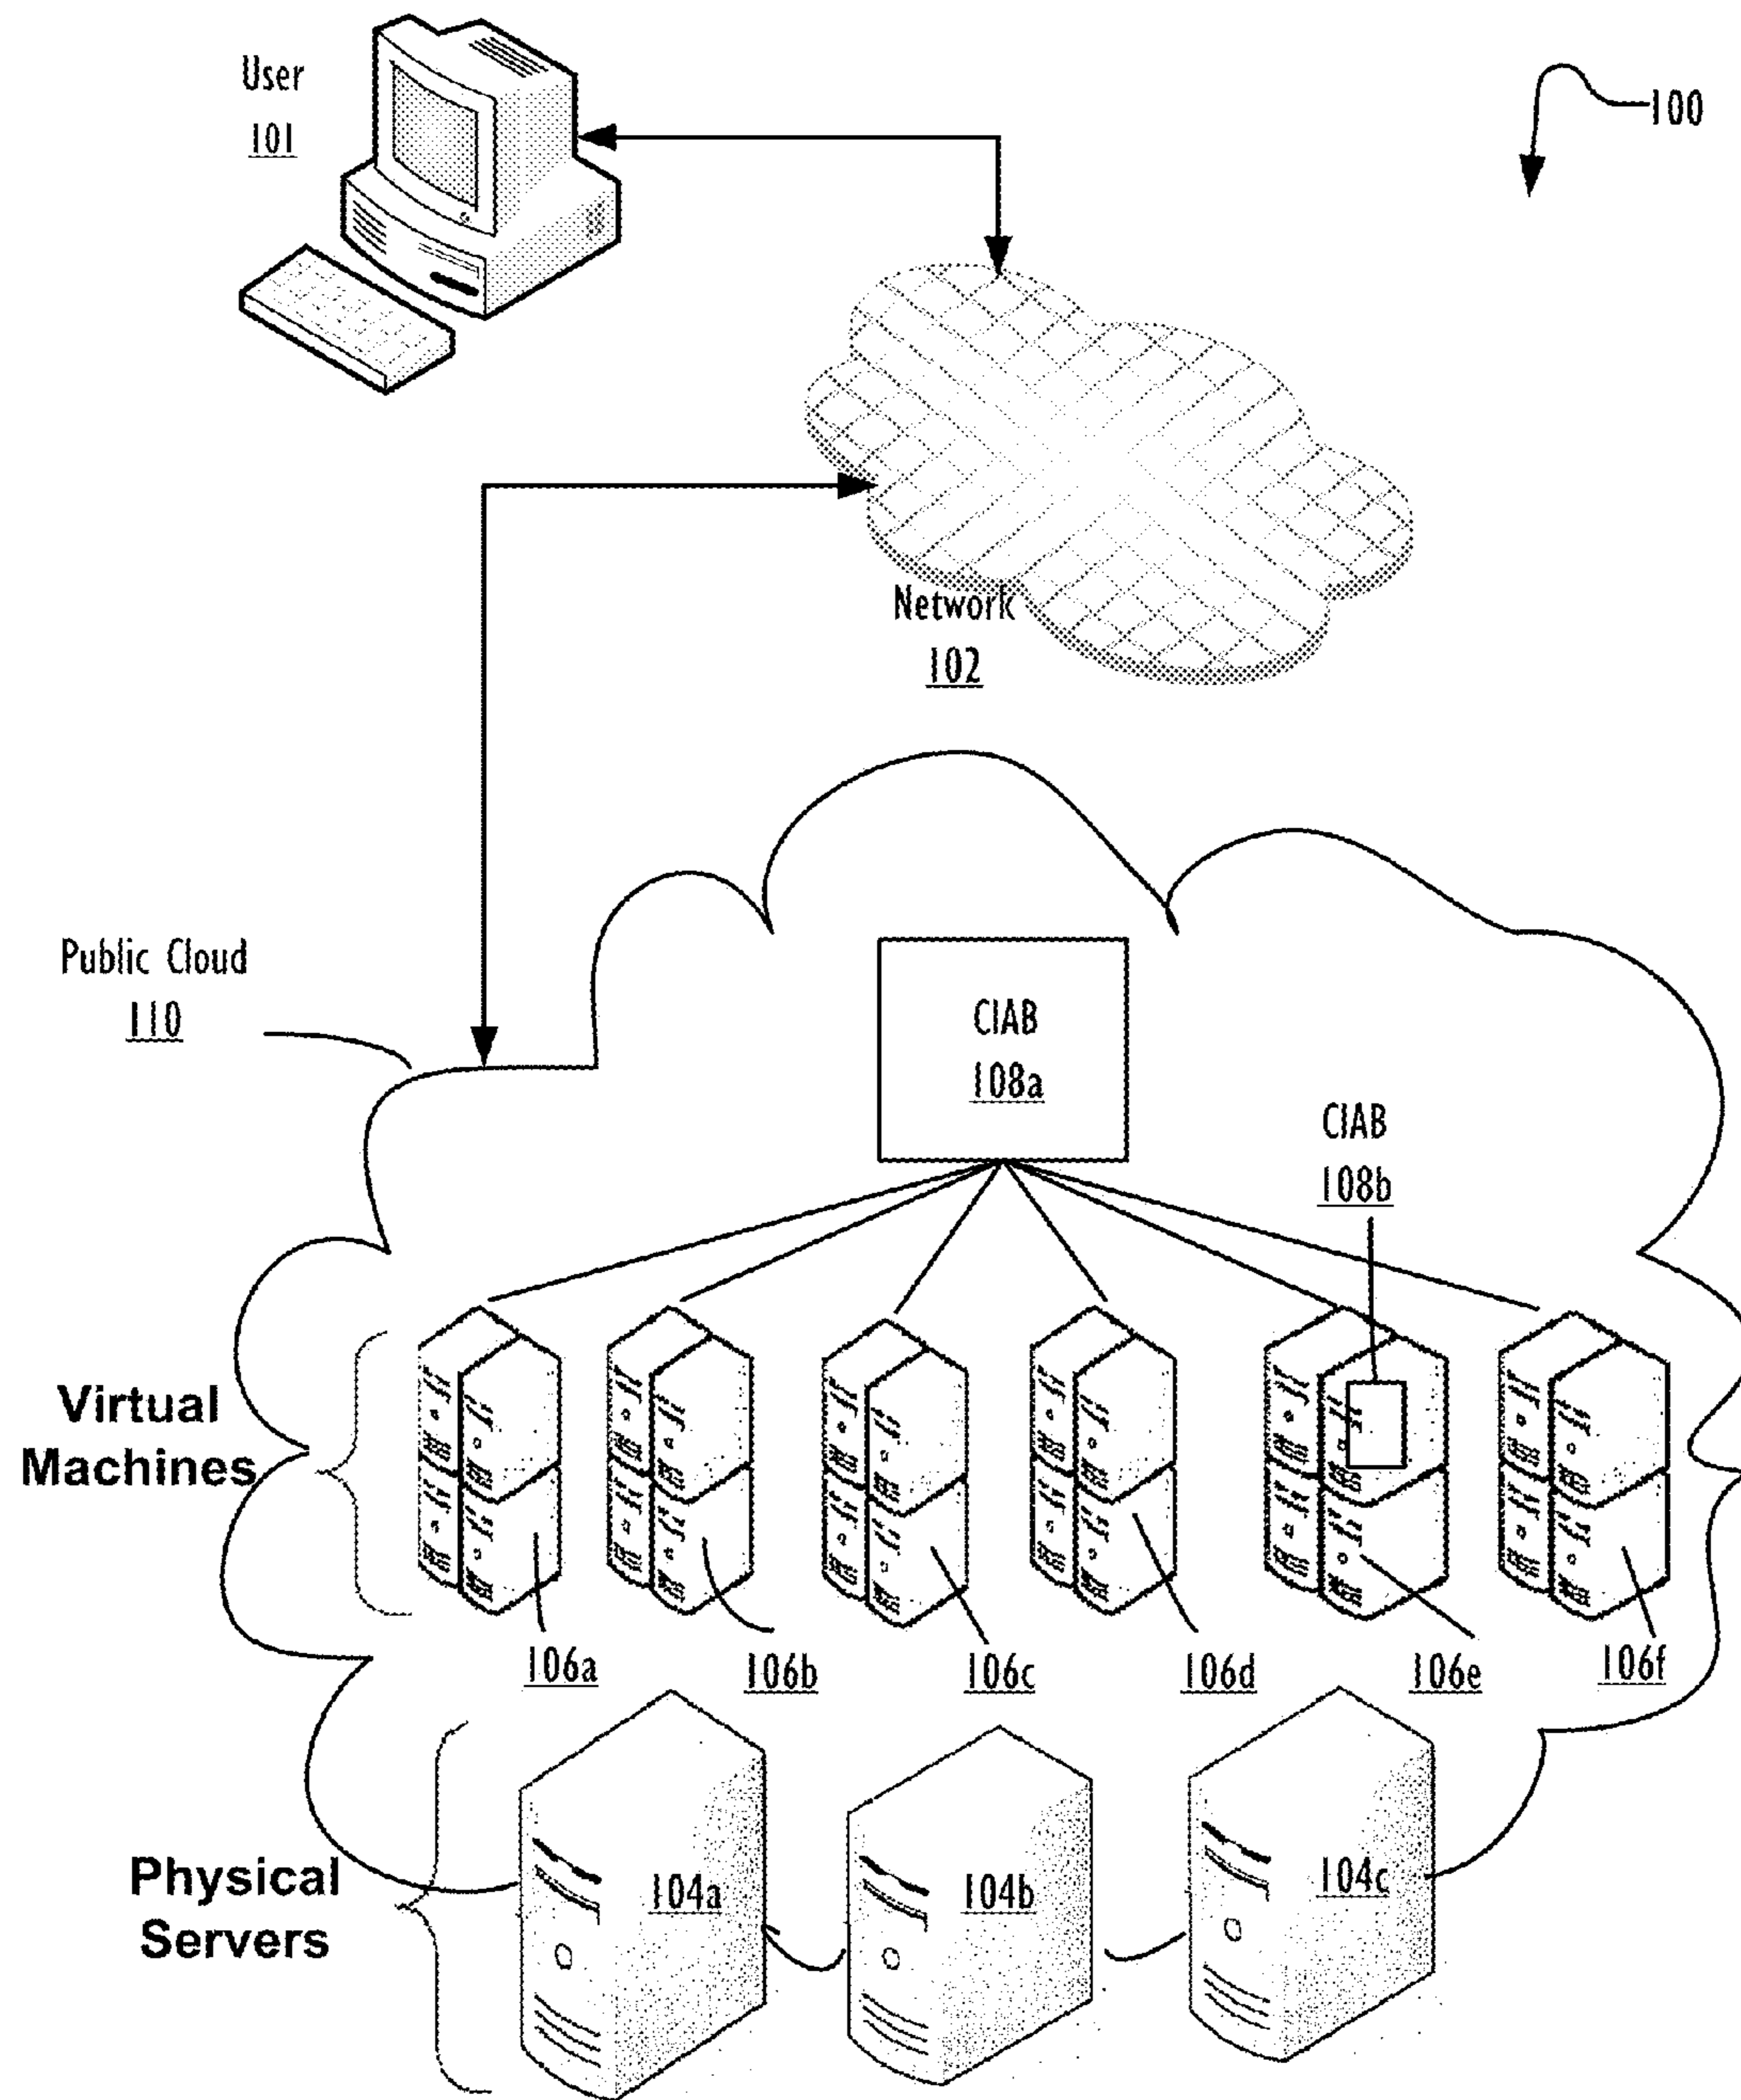 User
101
100
Network
102
Public Cloud
110
CIAB
108a
CIAB
108b
Virtual
Machines
106a
106b
106c
106d
106e
106f
Physical
Servers
104a
104b
104c